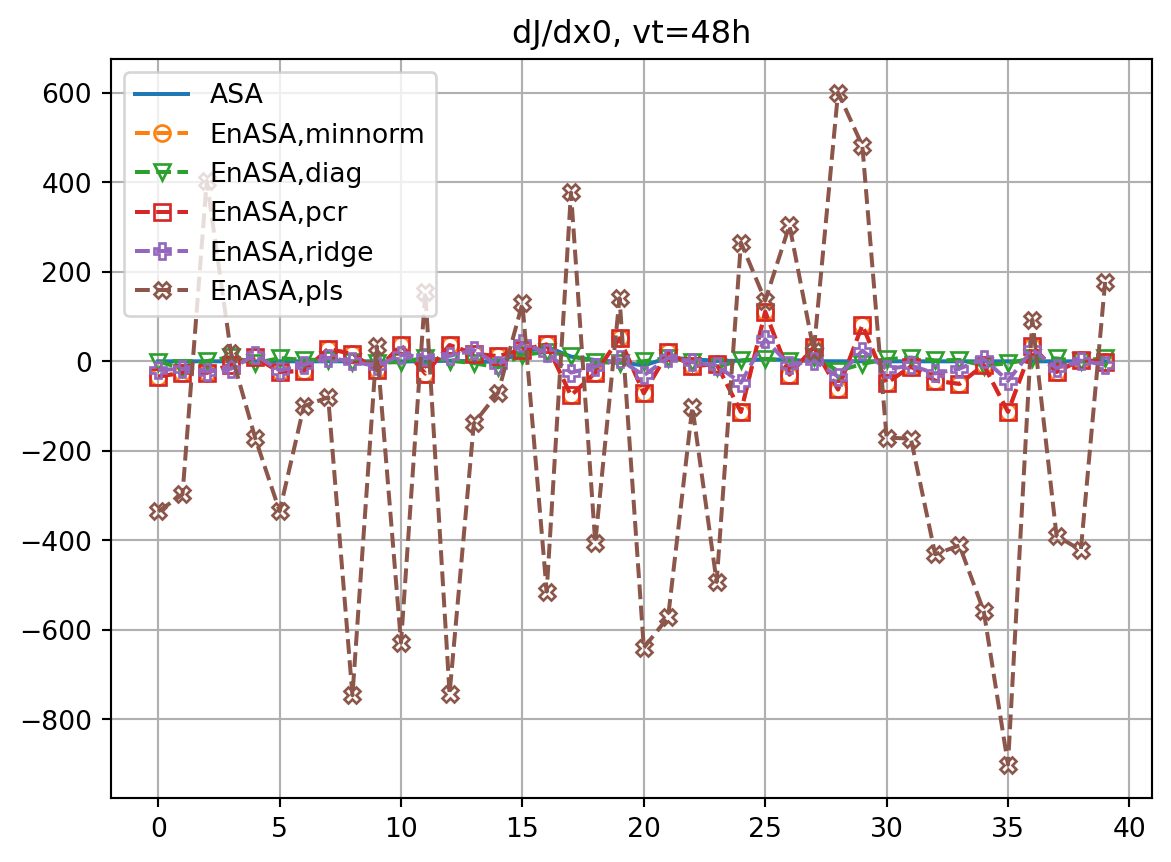 dJ/dx0, vt=48h
ASA
EnASA,minnorm
EnASA,diag
EnASA,pcr
EnASA,ridge
EnASA,pls
600
400
200
0
−200
−400
−600
−800
0 5 10 15 20 25 30 35 40